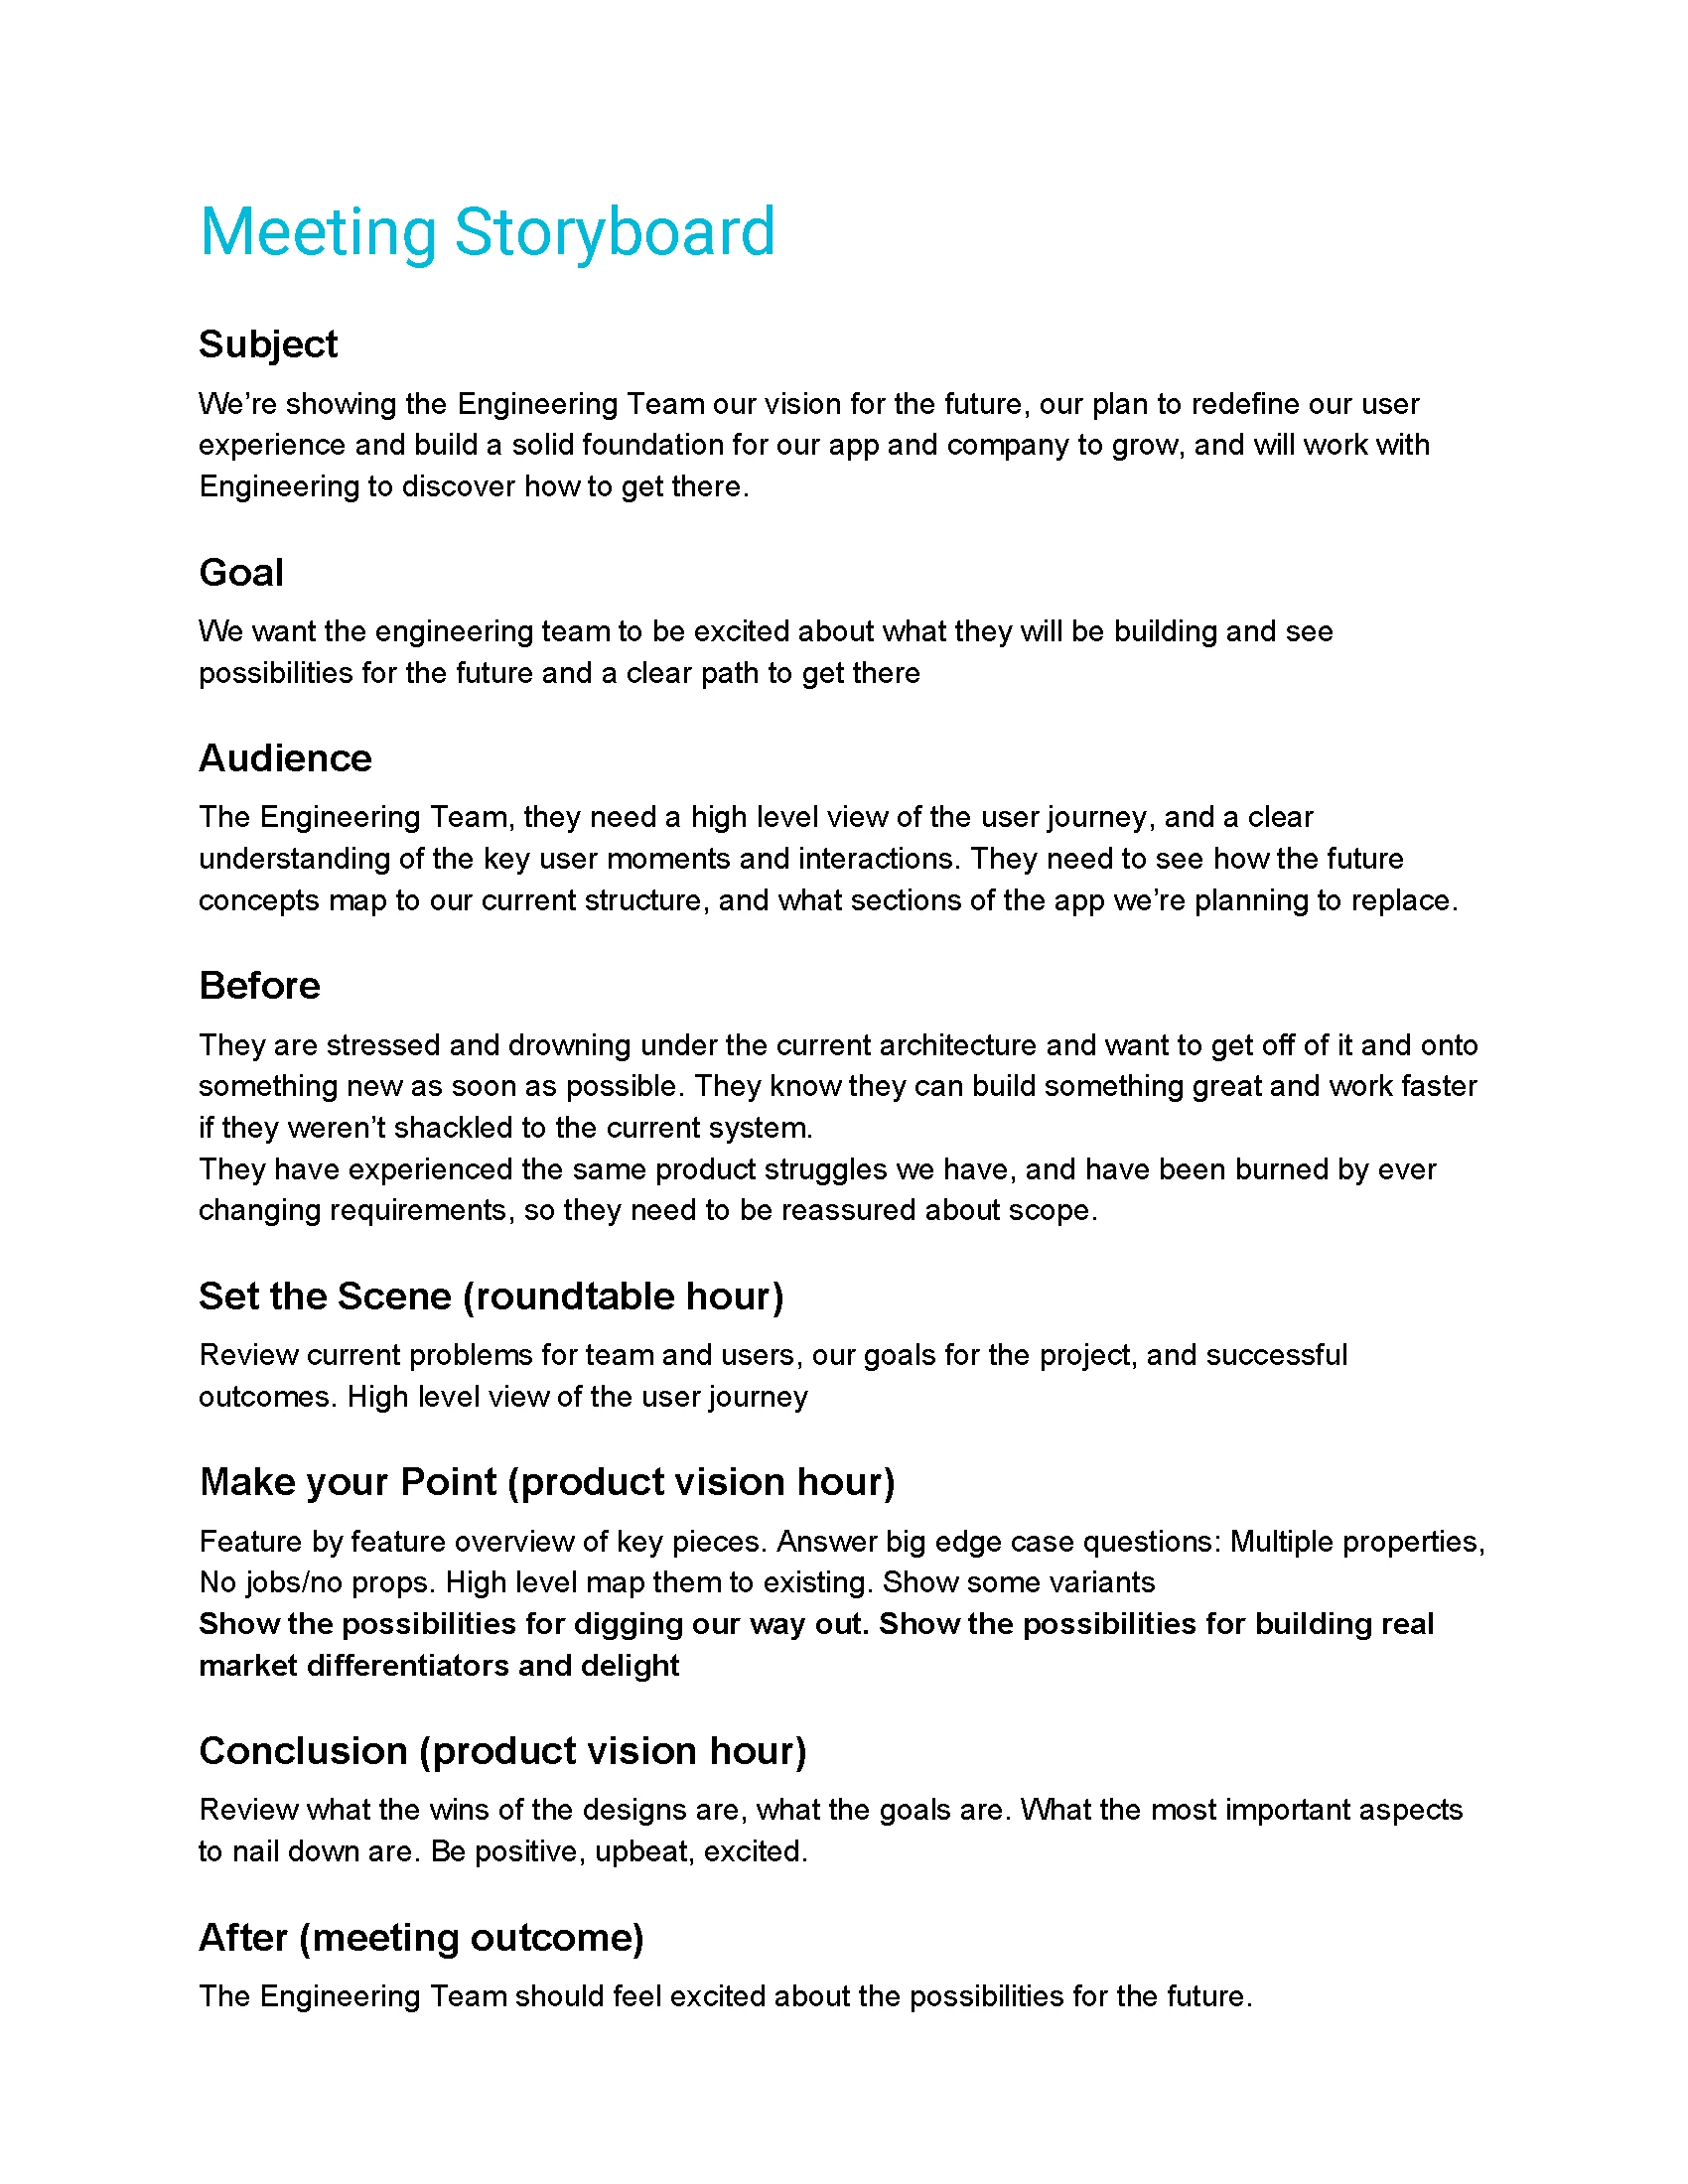 Meeting Storyboard
Subject
We’re showing the Engineering Team our vision for the future, our plan to redefine our user
experience and build a solid foundation for our app and company to grow, and will work with
Engineering to discover how to get there.
Goal
We want the engineering team to be excited about what they will be building and see
possibilities for the future and a clear path to get there
Audience
The Engineering Team, they need a high level view of the user journey, and a clear
understanding of the key user moments and interactions. They need to see how the future
concepts map to our current structure, and what sections of the app we’re planning to replace.
Before
They are stressed and drowning under the current architecture and want to get off of it and onto
something new as soon as possible. They know they can build something great and work faster
if they weren’t shackled to the current system.
They have experienced the same product struggles we have, and have been burned by ever
changing requirements, so they need to be reassured about scope.
Set the Scene (roundtable hour)
Review current problems for team and users, our goals for the project, and successful
outcomes. High level view of the user journey
Make your Point (product vision hour)
Feature by feature overview of key pieces. Answer big edge case questions: Multiple properties,
No jobs/no props. High level map them to existing. Show some variants
Show the possibilities for digging our way out. Show the possibilities for building real
market differentiators and delight
Conclusion (product vision hour)
Review what the wins of the designs are, what the goals are. What the most important aspects
to nail down are. Be positive, upbeat, excited.
After (meeting outcome)
The Engineering Team should feel excited about the possibilities for the future.